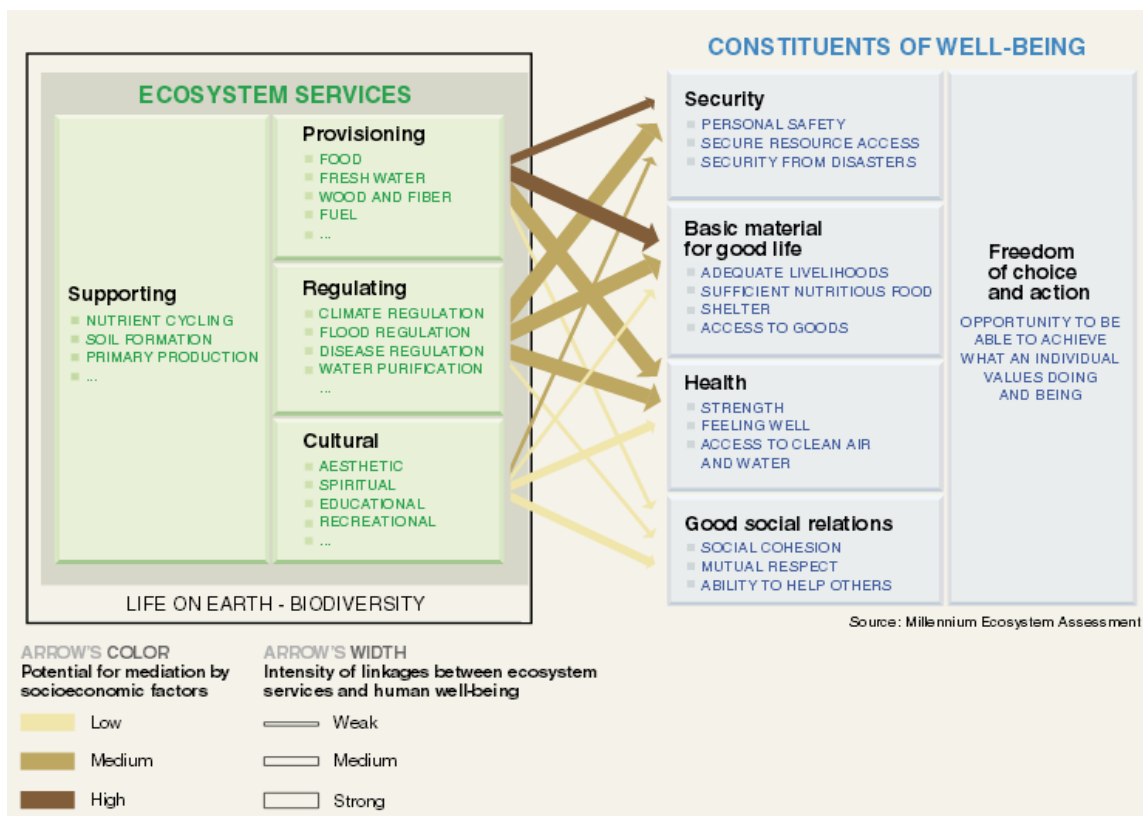 CONSTITUENTS OF WELL-BEING
ECOSYSTEM SERVICES
Supporting
NUTRIENT CYCLING
SOIL FORMATION
PRIMARY PRODUCTION
...
Provisioning
FOOD
FRESH WATER
WOOD AND FIBER
FUEL
...
Regulating
CLIMATE REGULATION
FLOOD REGULATION
DISEASE REGULATION
WATER PURIFICATION
...
Cultural
AESTHETIC
SPIRITUAL
EDUCATIONAL
RECREATIONAL
...
LIFE ON EARTH - BIODIVERSITY
Security
PERSONAL SAFETY
SECURE RESOURCE ACCESS
SECURITY FROM DISASTERS
Basic material
for good life
ADEQUATE LIVELIHOODS
SUFFICIENT NUTRITIOUS FOOD
SHELTER
ACCESS TO GOODS
Health
STRENGTH
FEELING WELL
ACCESS TO CLEAN AIR
AND WATER
Good social relations
SOCIAL COHESION
MUTUAL RESPECT
ABILITY TO HELP OTHERS
Freedom
of choice
and action
OPPORTUNITY TO BE
ABLE TO ACHIEVE
WHAT AN INDIVIDUAL
VALUES DOING
AND BEING
Source: Millennium Ecosystem Assessment
ARROW'S COLOR
Potential for mediation by
socioeconomic factors
Low
Medium
High
ARROW'S WIDTH
Intensity of linkages between ecosystem
services and human well-being
Weak
Medium
Strong